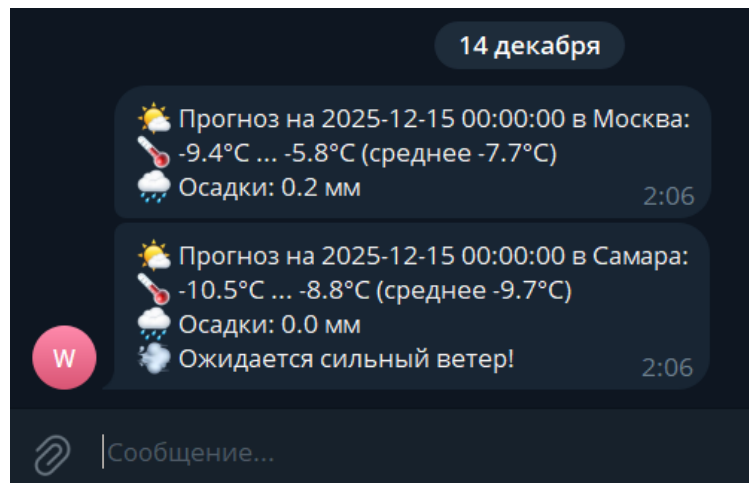 14 декабря
🌤 Прогноз на 2025-12-15 00:00:00 в Москва:
🌡 -9.4°C ... -5.8°C (среднее -7.7°C)
🌧 Осадки: 0.2 мм
2:06
🌤 Прогноз на 2025-12-15 00:00:00 в Самара:
🌡 -10.5°C ... -8.8°C (среднее -9.7°C)
🌧 Осадки: 0.0 мм
💨 Ожидается сильный ветер!
2:06
W
Сообщение...